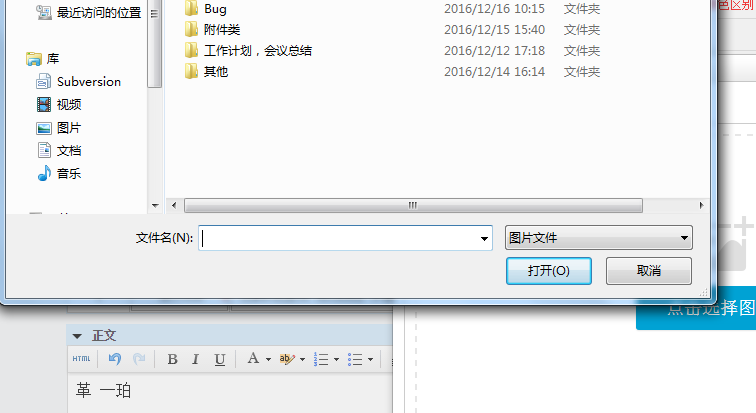 最近访问的位置
Bug 2016/12/16 10:15 文件夹
附件类 2016/12/15 15:40 文件夹
工作计划，会议总结 2016/12/12 17:18 文件夹
其他 2016/12/14 16:14 文件夹
库
Subversion
视频
图片
文档
音乐
文件名(N):
图片文件
打开(O)
取消
色区别
点击选择图
正文
HTML
B I U A ab
革 一珀